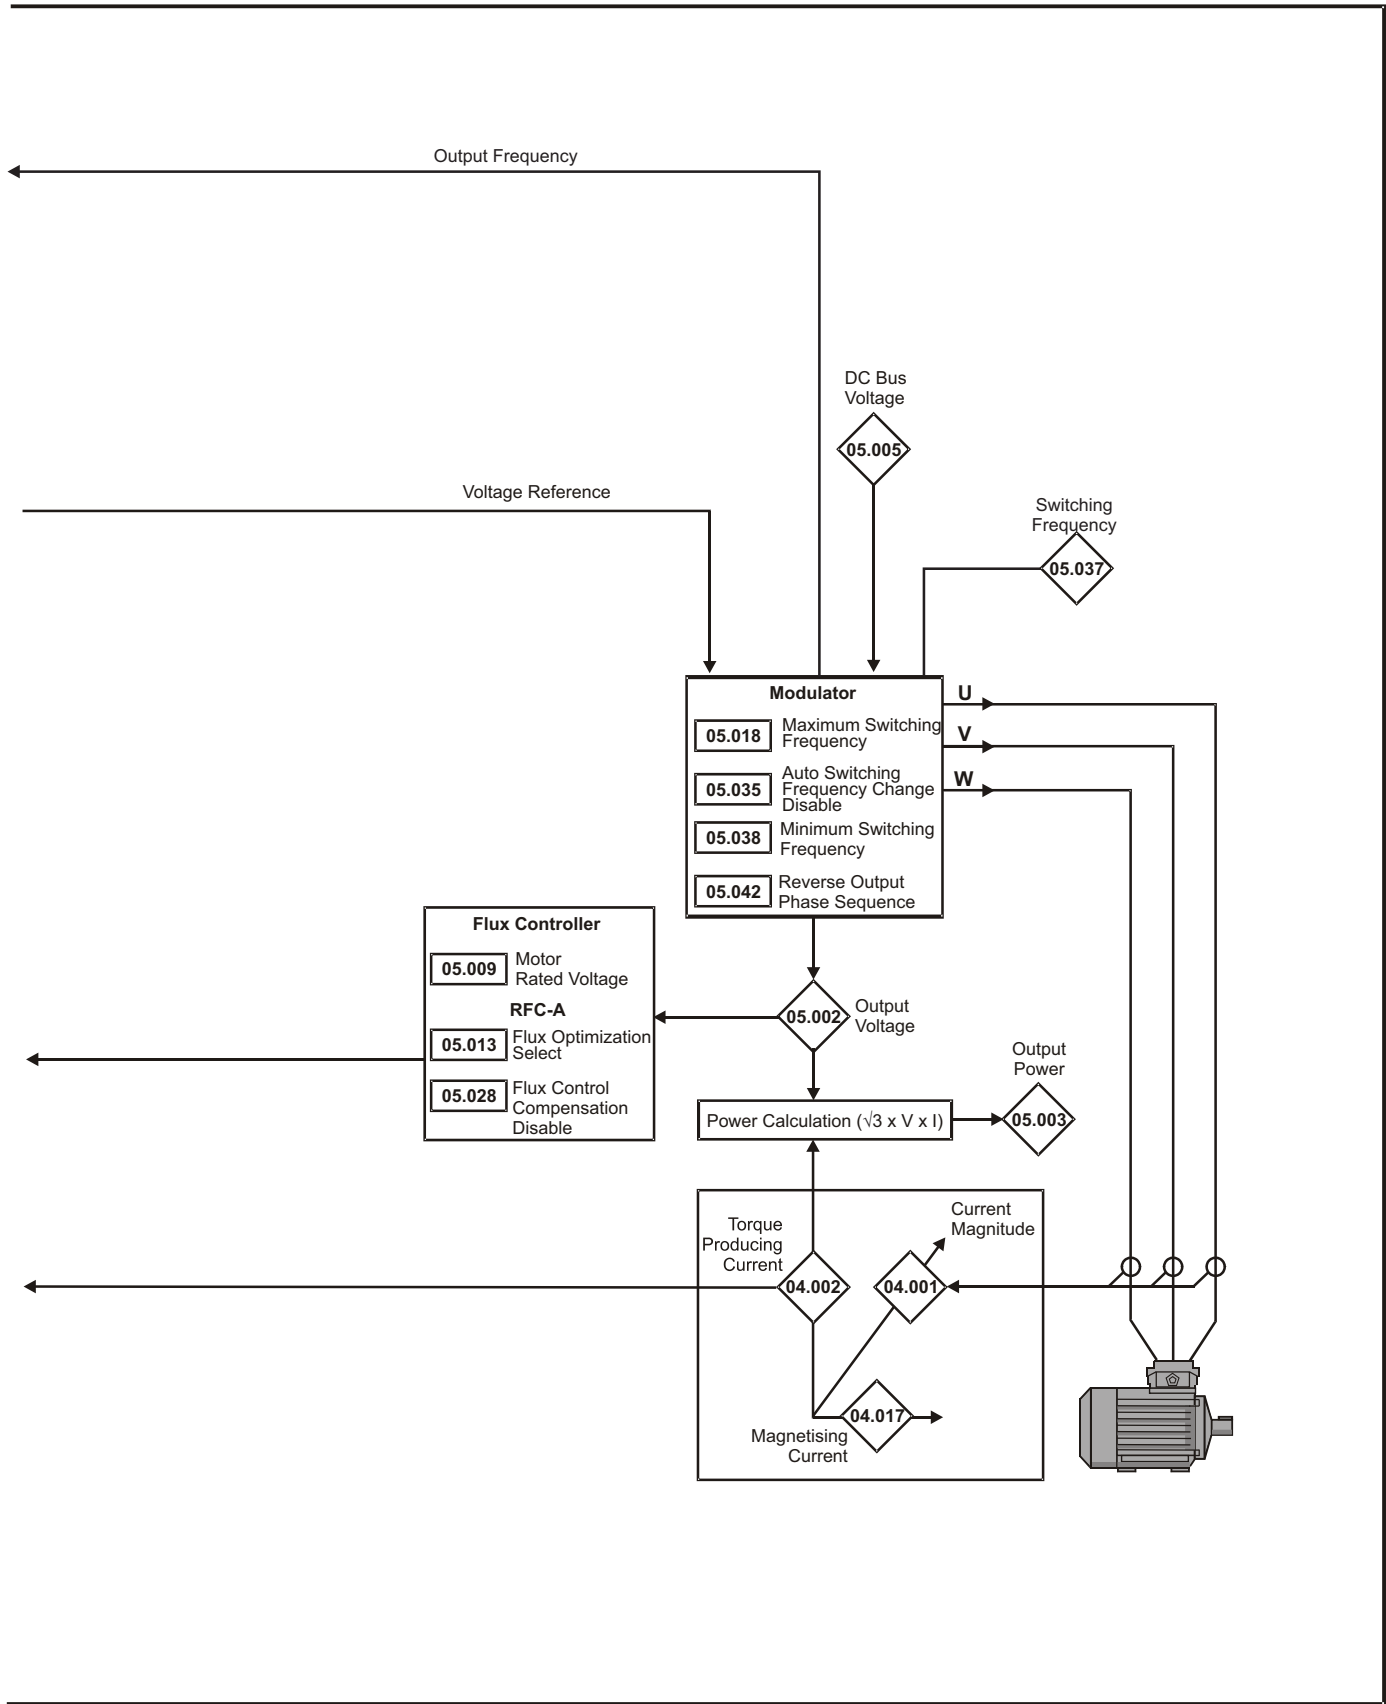 Output Frequency
DC Bus
Voltage
05.005
Voltage Reference
Switching
Frequency
05.037
Modulator
05.018
Maximum Switching
Frequency
05.035
Auto Switching
Frequency Change
Disable
05.038
Minimum Switching
Frequency
05.042
Reverse Output
Phase Sequence
U
V
W
Flux Controller
05.009
Motor
Rated Voltage
RFC-A
05.013
Flux Optimization
Select
05.028
Flux Control
Compensation
Disable
05.002
Output
Voltage
Output
Power
Power Calculation (√3 x V x I)
05.003
Torque
Producing
Current
04.002
Current
Magnitude
04.001
04.017
Magnetising
Current